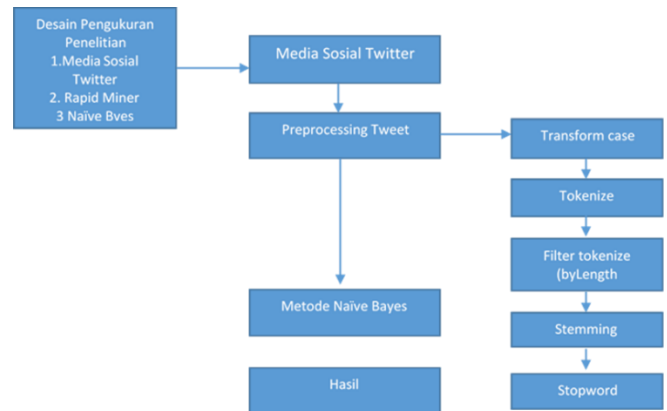 Desain Pengukuran
Penelitian
1.Media Sosial
Twitter
2. Rapid Miner
3 Naïve Bves
Media Sosial Twitter
Preprocessing Tweet
Transform case
Tokenize
Filter tokenize
(byLength
Stemming
Stopword
Metode Naïve Bayes
Hasil